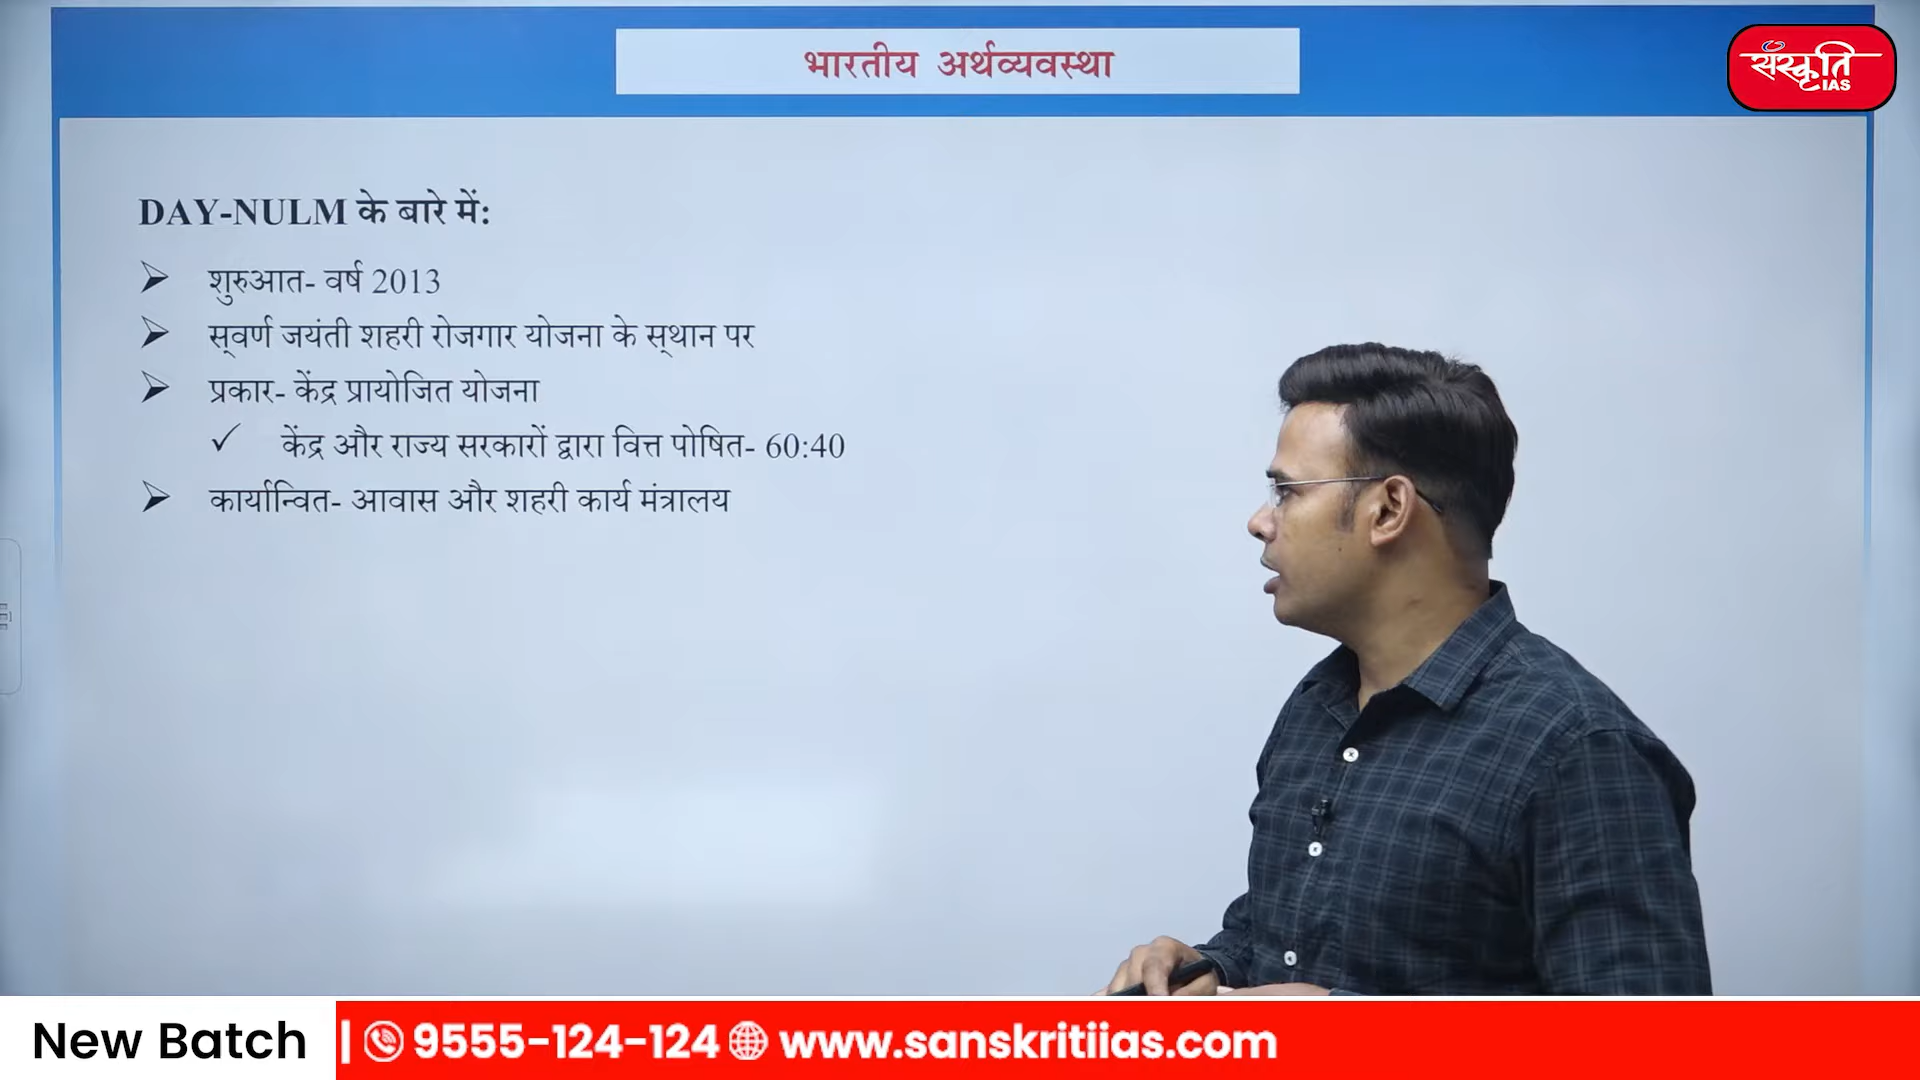 भारतीय अर्थव्यवस्था
संस्कृति
IAS
DAY-NULM के बारे में:
➢ शुरुआत- वर्ष 2013
➢ स्वर्ण जयंती शहरी रोजगार योजना के स्थान पर
➢ प्रकार- केंद्र प्रायोजित योजना
✓ केंद्र और राज्य सरकारों द्वारा वित्त पोषित- 60:40
➢ कार्यान्वित- आवास और शहरी कार्य मंत्रालय
New Batch | 9555-124-124 www.sanskritiias.com